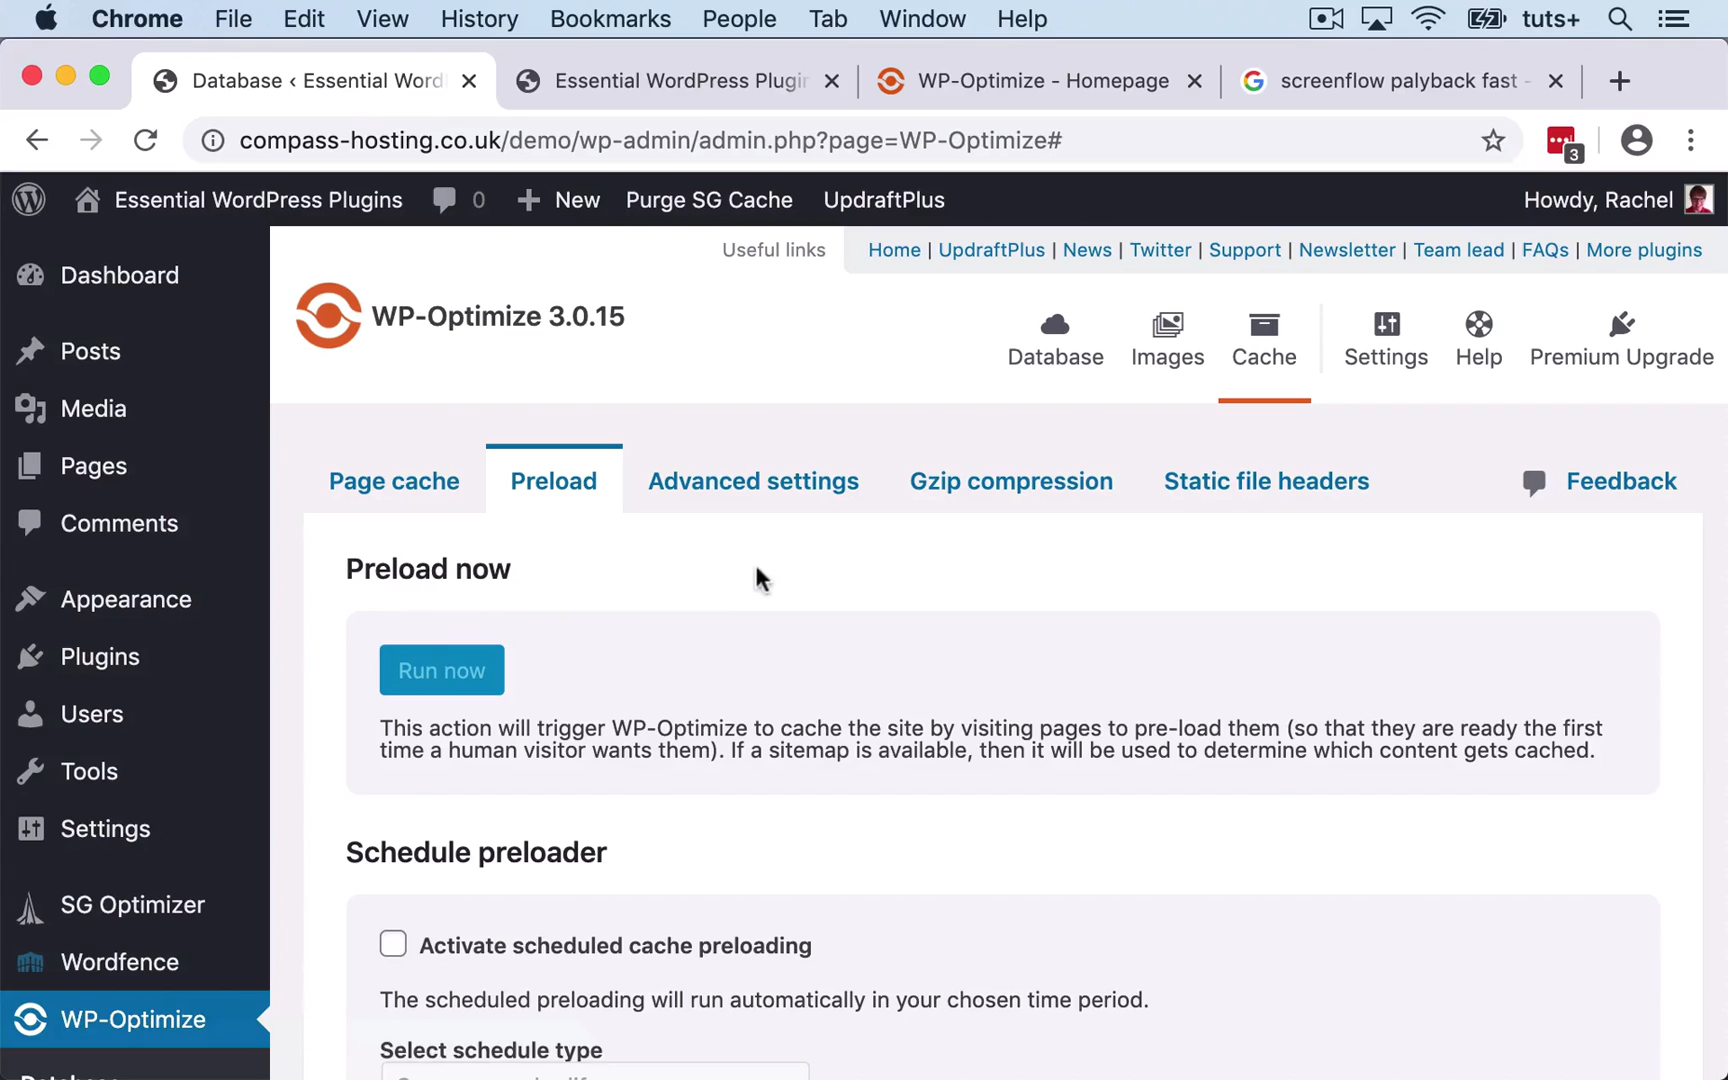 Chrome File Edit View History Bookmarks People Tab Window Help tuts+
Database ‹ Essential Word Essential WordPress Plugin WP-Optimize - Homepage screenflow palyback fast -
compass-hosting.co.uk/demo/wp-admin/admin.php?page=WP-Optimize# 3
Essential WordPress Plugins 0 New Purge SG Cache UpdraftPlus Howdy, Rachel
Useful links Home | UpdraftPlus | News | Twitter | Support | Newsletter | Team lead | FAQs | More plugins
Dashboard
Posts
Media
Pages
Comments
Appearance
Plugins
Users
Tools
Settings
SG Optimizer
Wordfence
WP-Optimize
WP-Optimize 3.0.15
Database Images Cache Settings Help Premium Upgrade
Page cache Preload Advanced settings Gzip compression Static file headers Feedback
Preload now
Run now
This action will trigger WP-Optimize to cache the site by visiting pages to pre-load them (so that they are ready the first
time a human visitor wants them). If a sitemap is available, then it will be used to determine which content gets cached.
Schedule preloader
Activate scheduled cache preloading
The scheduled preloading will run automatically in your chosen time period.
Select schedule type